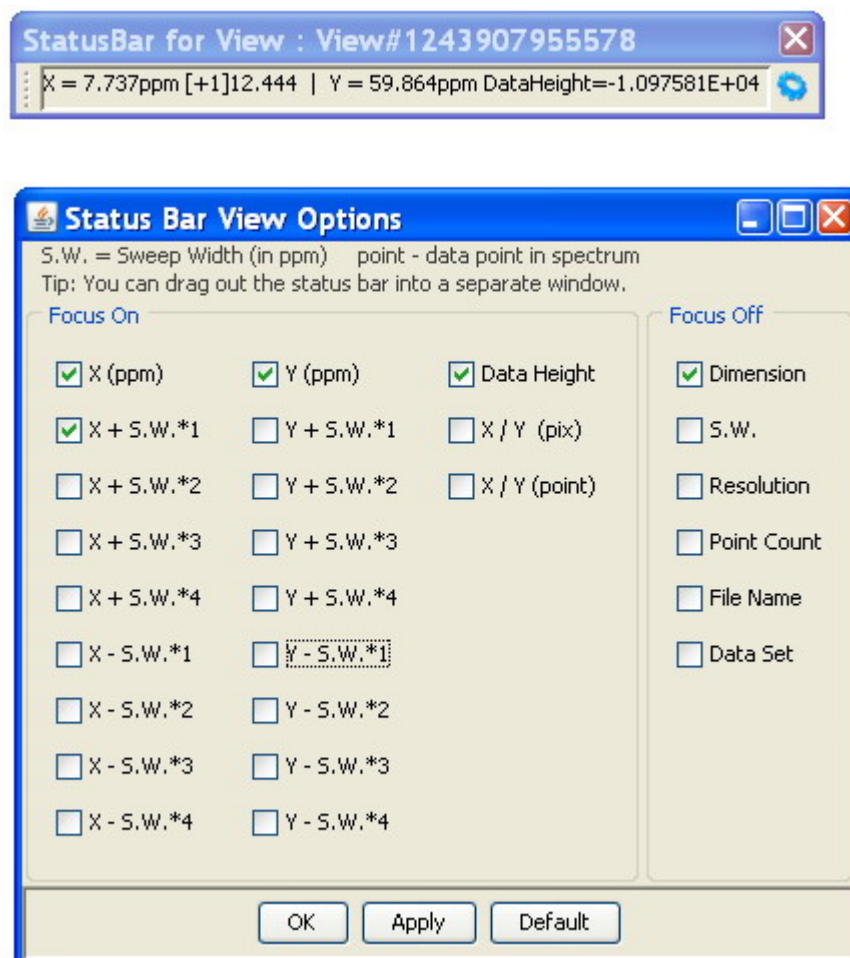 StatusBar for View : View#1243907955578
X = 7.737ppm [+1]12.444 | Y = 59.864ppm DataHeight=-1.097581E+04
Status Bar View Options
S.W. = Sweep Width (in ppm) point - data point in spectrum
Tip: You can drag out the status bar into a separate window.
Focus On Focus Off
X (ppm) Y (ppm) Data Height Dimension
X + S.W.*1 Y + S.W.*1 X / Y (pix) S.W.
X + S.W.*2 Y + S.W.*2 X / Y (point) Resolution
X + S.W.*3 Y + S.W.*3 Point Count
X + S.W.*4 Y + S.W.*4 File Name
X - S.W.*1 Y - S.W.*1 Data Set
X - S.W.*2 Y - S.W.*2
X - S.W.*3 Y - S.W.*3
X - S.W.*4 Y - S.W.*4
OK Apply Default